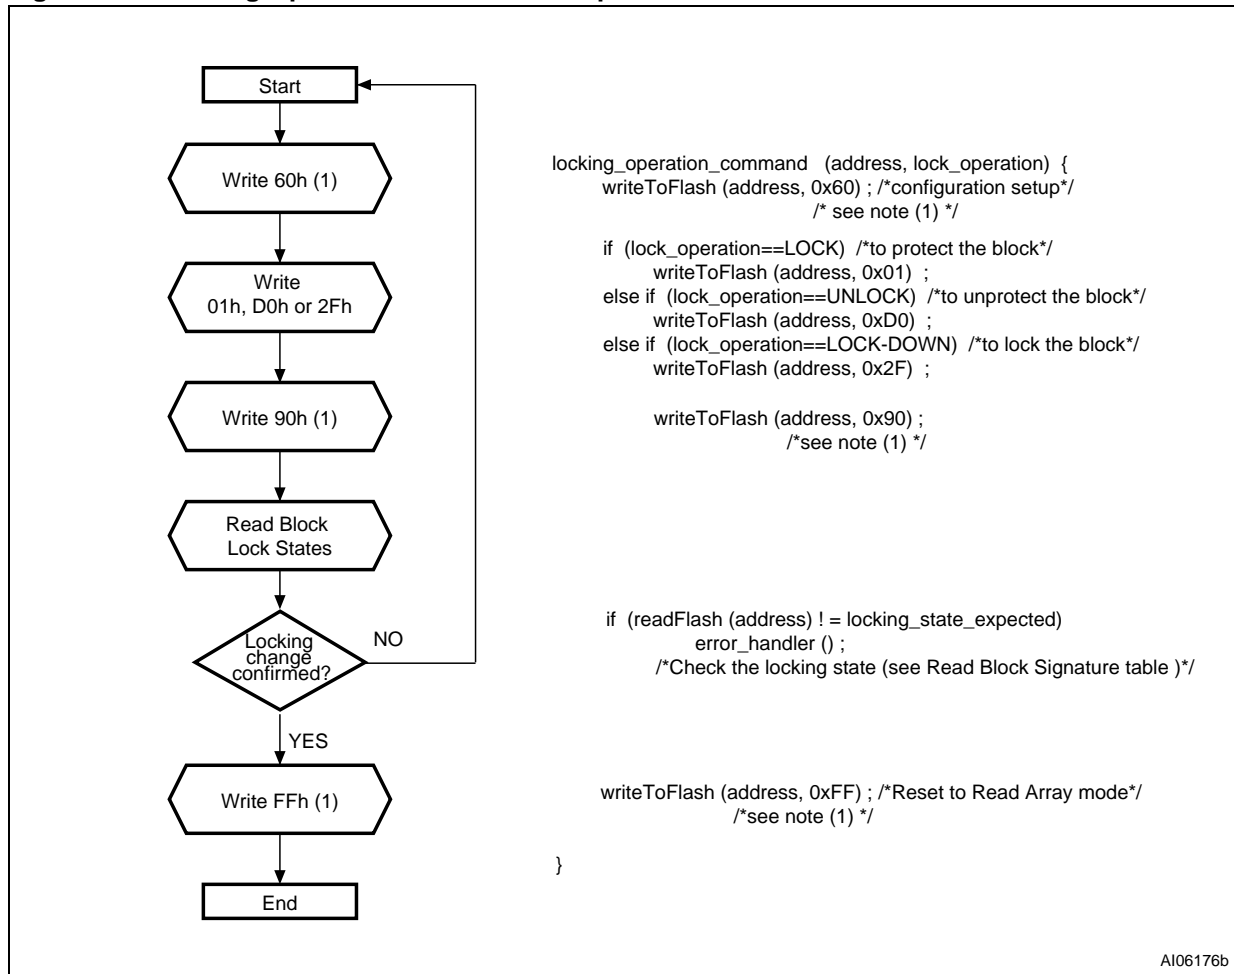 Start
Write 60h (1)
Write
01h, D0h or 2Fh
Write 90h (1)
Read Block
Lock States
Locking
change
confirmed?
NO
YES
Write FFh (1)
End
locking_operation_command (address, lock_operation) {
writeToFlash (address, 0x60) ; /*configuration setup*/
/* see note (1) */
if (lock_operation==LOCK) /*to protect the block*/
writeToFlash (address, 0x01) ;
else if (lock_operation==UNLOCK) /*to unprotect the block*/
writeToFlash (address, 0xD0) ;
else if (lock_operation==LOCK-DOWN) /*to lock the block*/
writeToFlash (address, 0x2F) ;
writeToFlash (address, 0x90) ;
/*see note (1) */
if (readFlash (address) ! = locking_state_expected)
error_handler () ;
/*Check the locking state (see Read Block Signature table )*/
writeToFlash (address, 0xFF) ; /*Reset to Read Array mode*/
/*see note (1) */
}
AI06176b